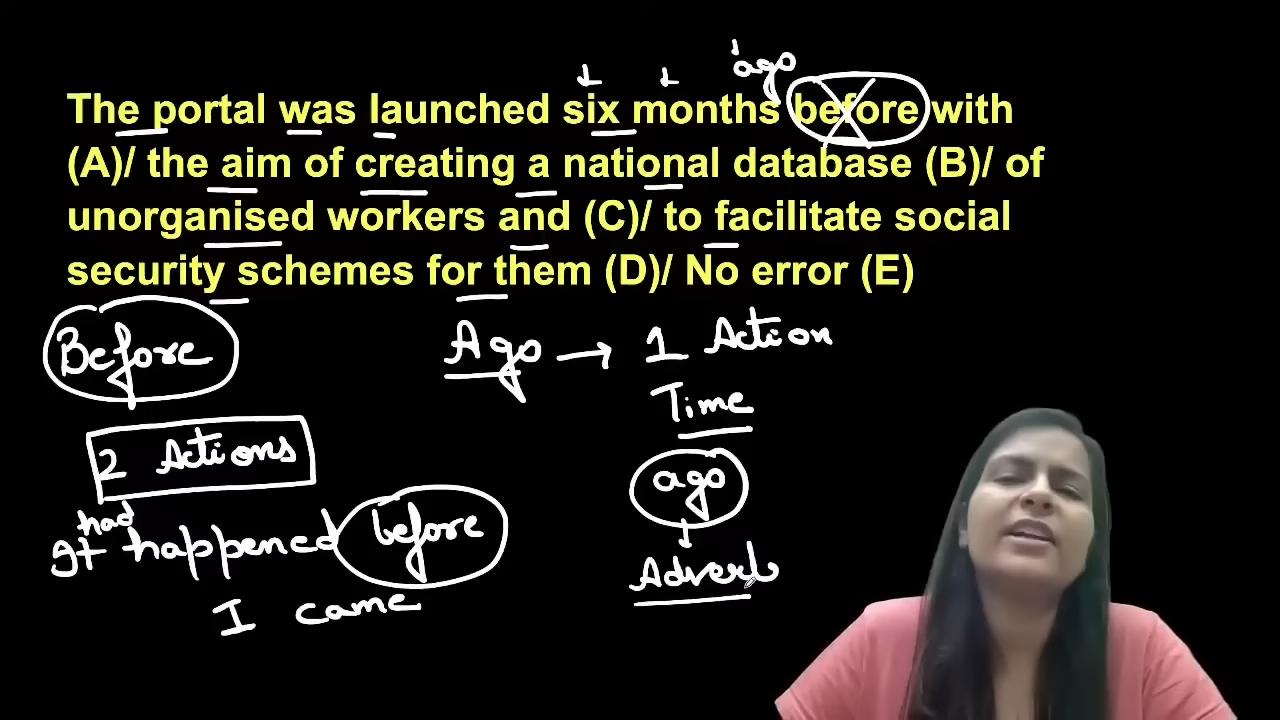 ago
The portal was launched six months before with
(A)/ the aim of creating a national database (B)/ of
unorganised workers and (C)/ to facilitate social
security schemes for them (D)/ No error (E)
Before
Ago → 1 Action
Time
2 Actions
ago
had
It happened before
Adverb
I came